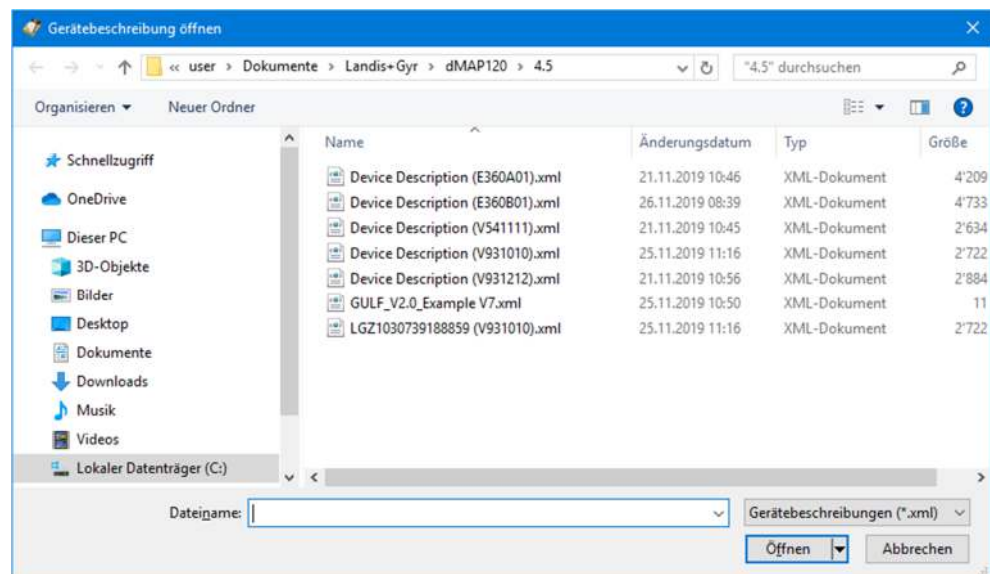 Gerätebeschreibung öffnen
« user › Dokumente › Landis+Gyr › dMAP120 › 4.5 "4.5" durchsuchen
Organisieren Neuer Ordner
Name Änderungsdatum Typ Größe
Schnellzugriff
OneDrive
Dieser PC
3D-Objekte
Bilder
Desktop
Dokumente
Downloads
Musik
Videos
Lokaler Datenträger (C:)
Device Description (E360A01).xml 21.11.2019 10:46 XML-Dokument 4'209
Device Description (E360B01).xml 26.11.2019 08:39 XML-Dokument 4'733
Device Description (V541111).xml 21.11.2019 10:45 XML-Dokument 2'634
Device Description (V931010).xml 25.11.2019 11:16 XML-Dokument 2'722
Device Description (V931212).xml 21.11.2019 10:56 XML-Dokument 2'884
GULF_V2.0_Example V7.xml 25.11.2019 10:50 XML-Dokument 11
LGZ1030739188859 (V931010).xml 25.11.2019 11:16 XML-Dokument 2'722
Dateiname: Gerätebeschreibungen (*.xml)
Öffnen Abbrechen